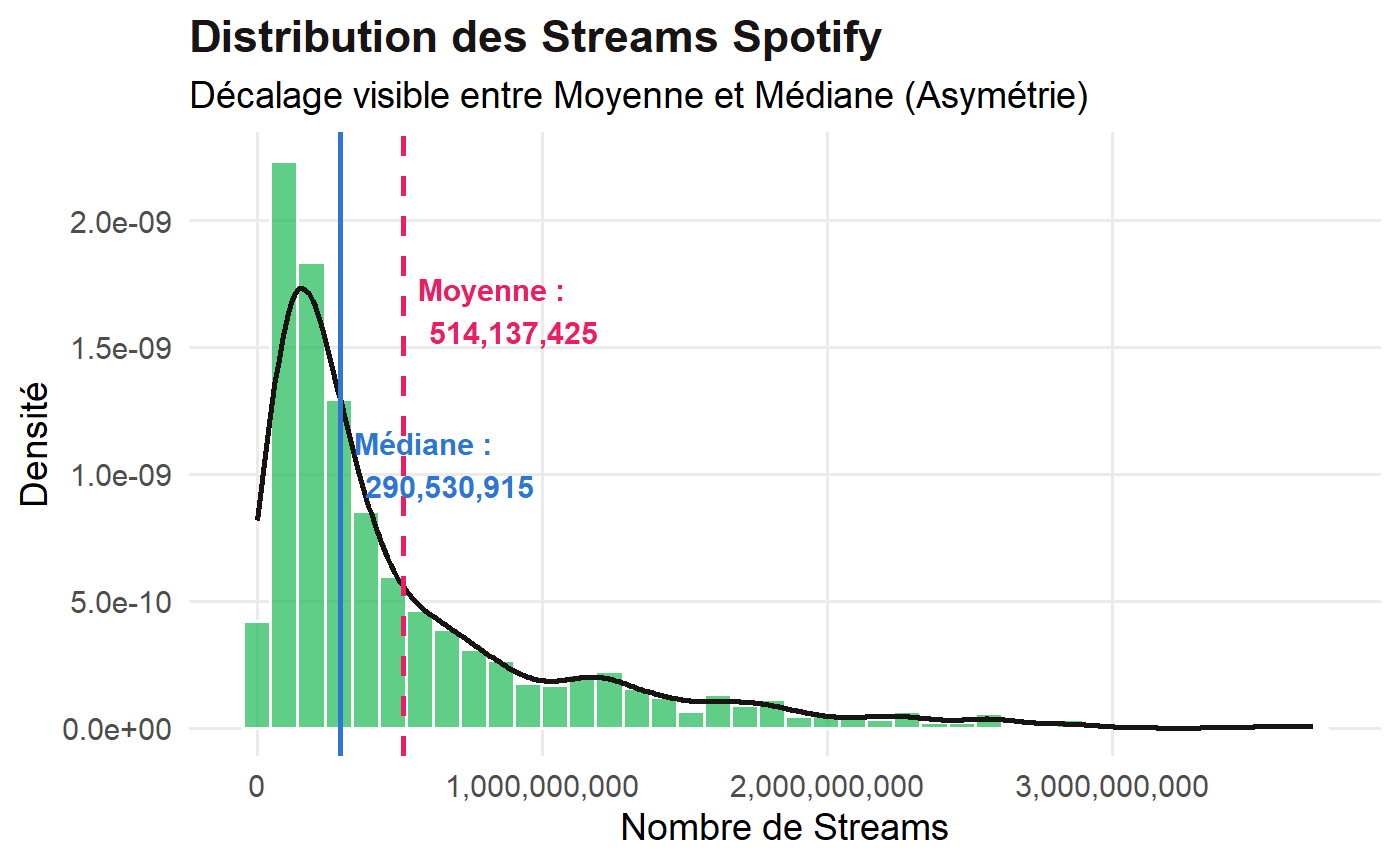 Distribution des Streams Spotify
Décalage visible entre Moyenne et Médiane (Asymétrie)
Densité
2.0e-09
1.5e-09
1.0e-09
5.0e-10
0.0e+00
Moyenne :
514,137,425
Médiane :
290,530,915
0
1,000,000,000
2,000,000,000
3,000,000,000
Nombre de Streams